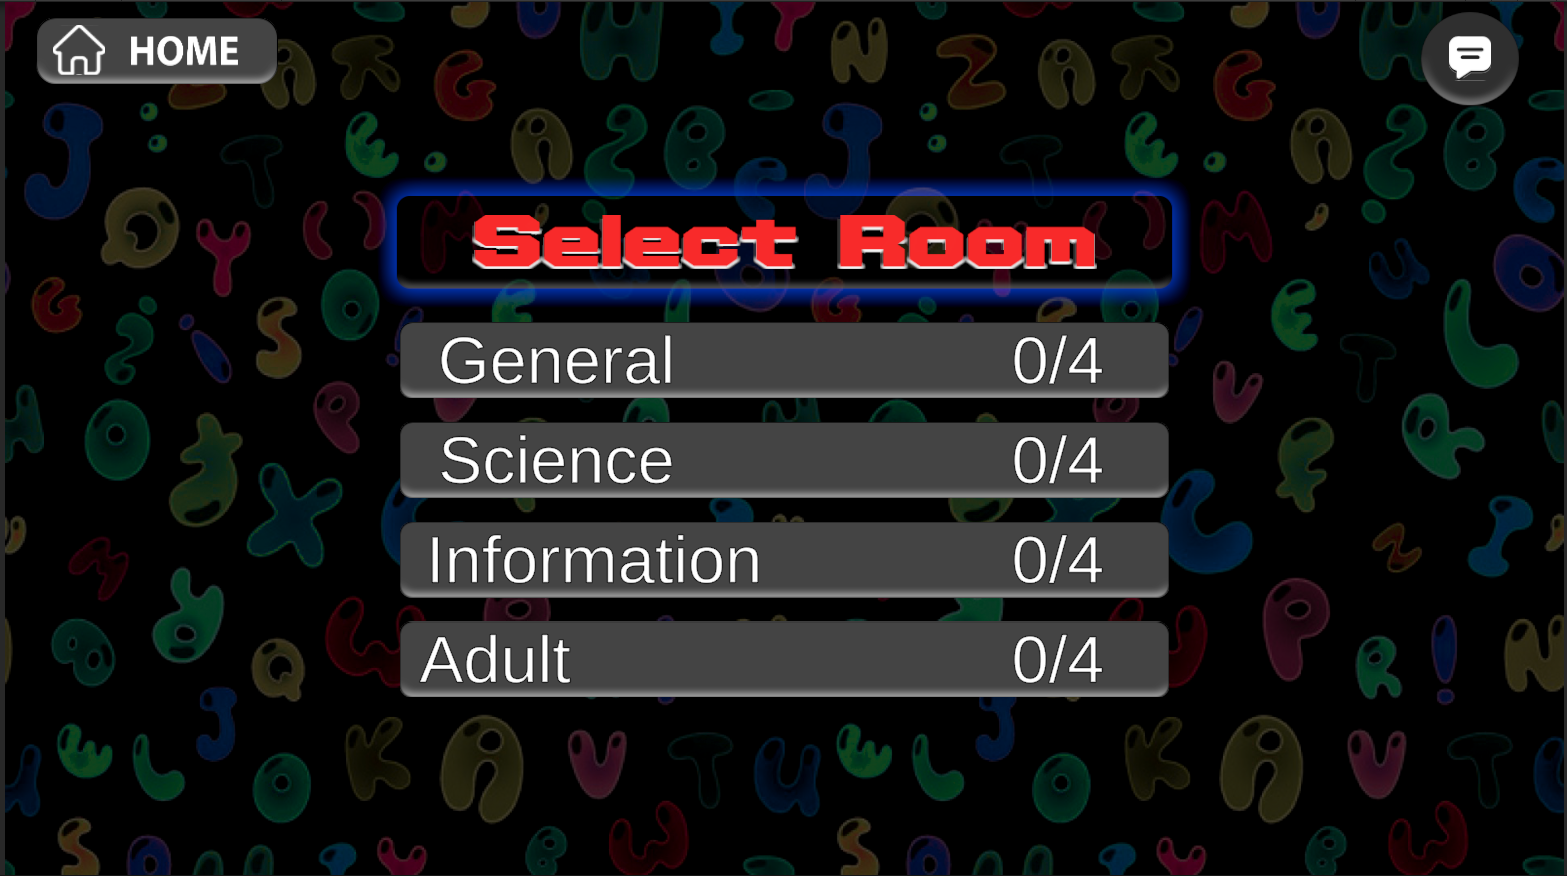 HOME
Select Room
General 0/4
Science 0/4
Information 0/4
Adult 0/4